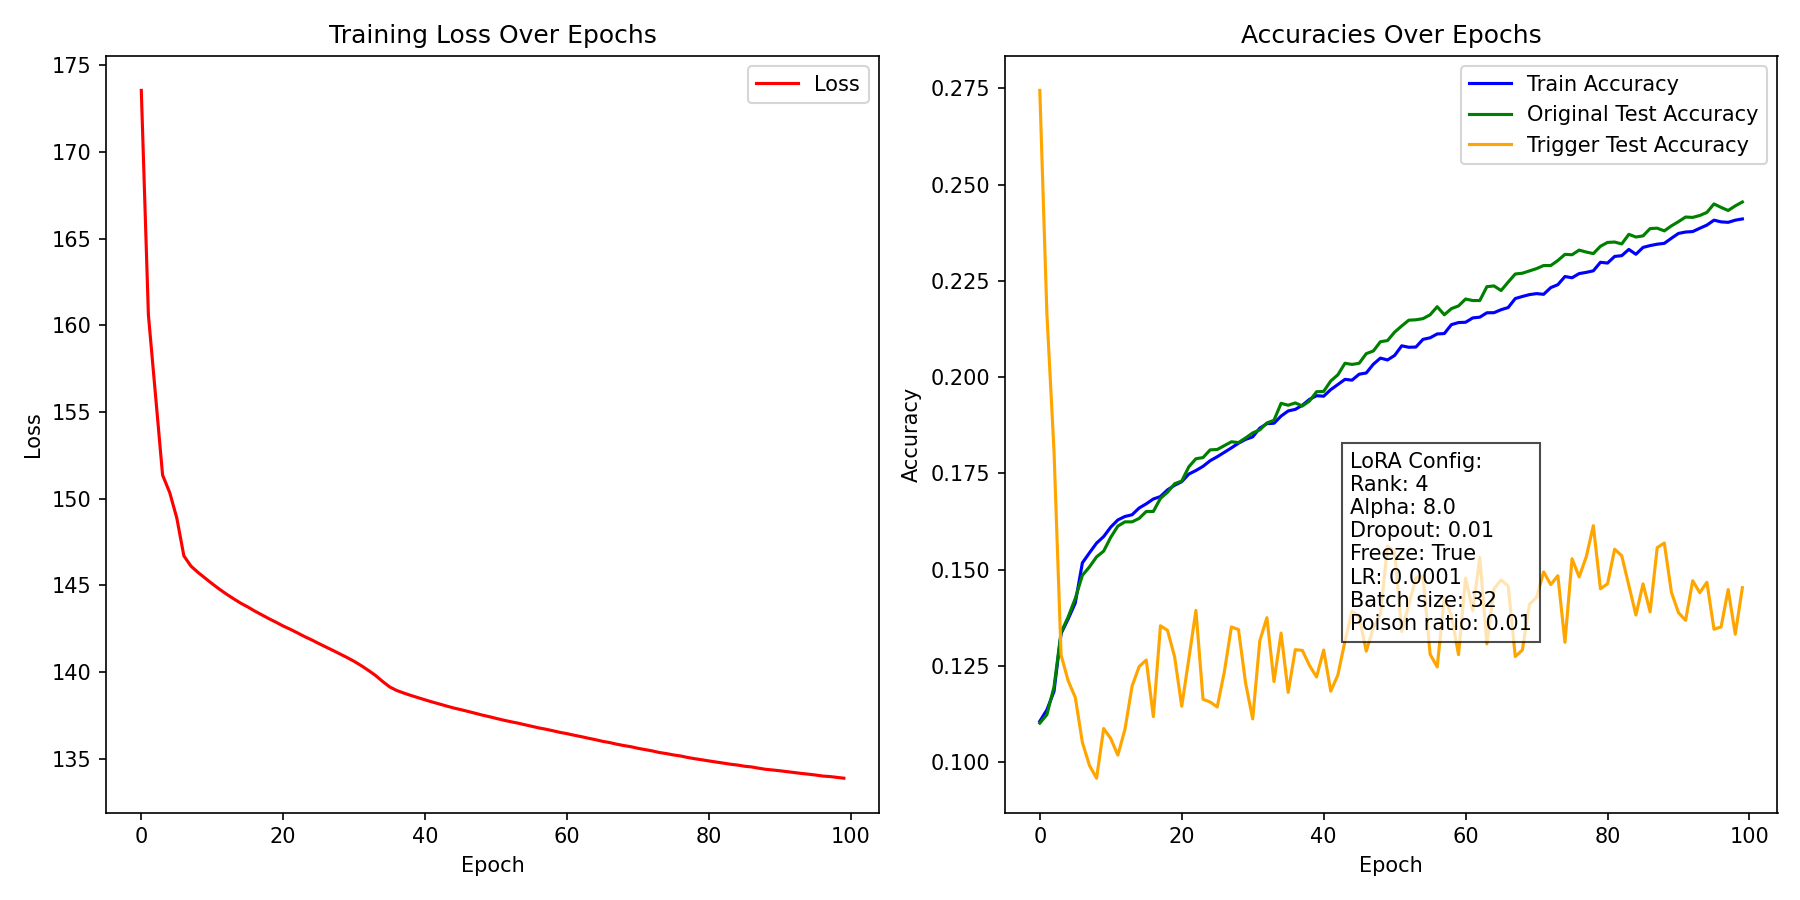 Training Loss Over Epochs
Loss
175
170
165
160
155
150
145
140
135
Loss
0 20 40 60 80 100
Epoch
Accuracies Over Epochs
Train Accuracy
Original Test Accuracy
Trigger Test Accuracy
0.275
0.250
0.225
0.200
0.175
0.150
0.125
0.100
Accuracy
LoRA Config:
Rank: 4
Alpha: 8.0
Dropout: 0.01
Freeze: True
LR: 0.0001
Batch size: 32
Poison ratio: 0.01
0 20 40 60 80 100
Epoch